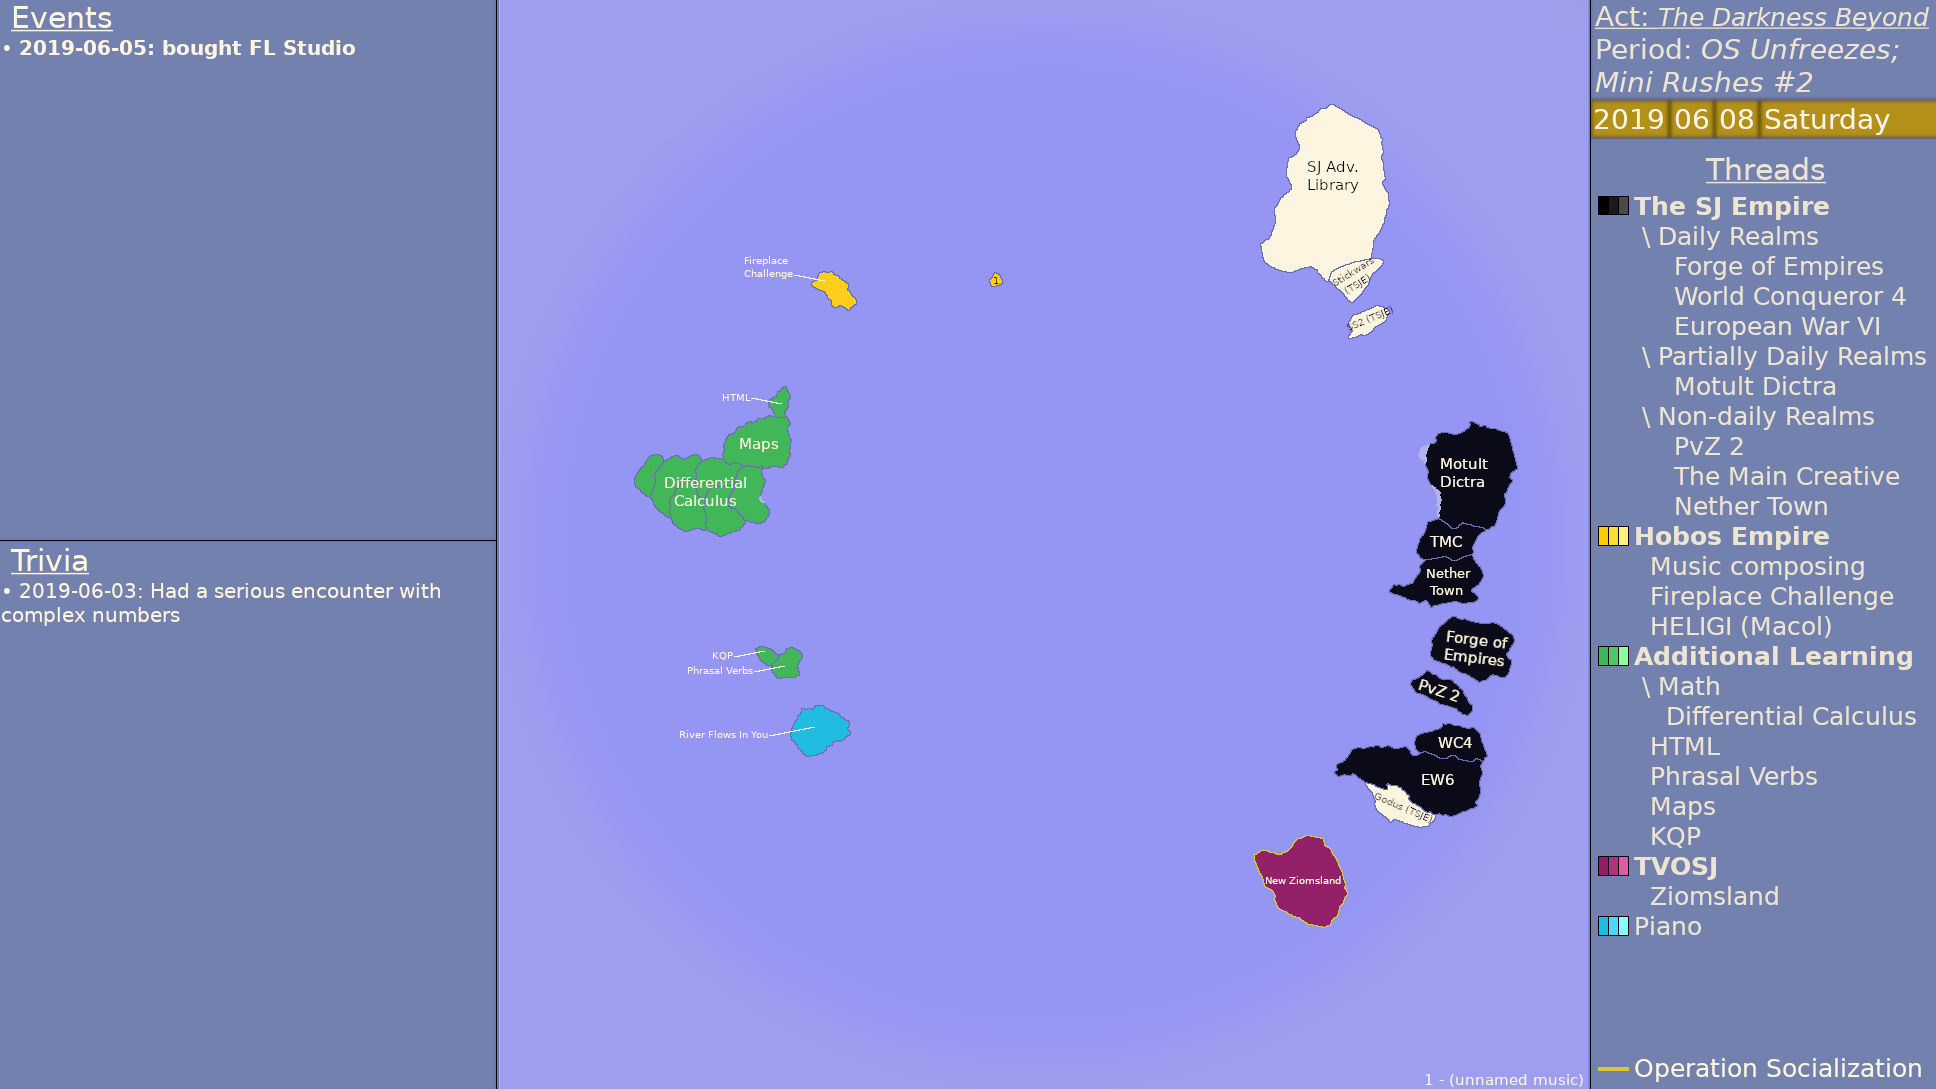 Events
• 2019-06-05: bought FL Studio
Trivia
• 2019-06-03: Had a serious encounter with
complex numbers
SJ Adv.
Library
Stickwars
(TSJE)
SS2 (TSJE)
Fireplace
Challenge
1
HTML
Maps
Differential
Calculus
Motult
Dictra
TMC
Nether
Town
Forge of
Empires
KQP
Phrasal Verbs
PvZ 2
River Flows In You
WC4
EW6
Godus (TSJE)
New Ziomsland
1 - (unnamed music)
Act: The Darkness Beyond
Period: OS Unfreezes;
Mini Rushes #2
2019 06 08 Saturday
Threads
The SJ Empire
\ Daily Realms
Forge of Empires
World Conqueror 4
European War VI
\ Partially Daily Realms
Motult Dictra
\ Non-daily Realms
PvZ 2
The Main Creative
Nether Town
Hobos Empire
Music composing
Fireplace Challenge
HELIGI (Macol)
Additional Learning
\ Math
Differential Calculus
HTML
Phrasal Verbs
Maps
KQP
TVOSJ
Ziomsland
Piano
Operation Socialization